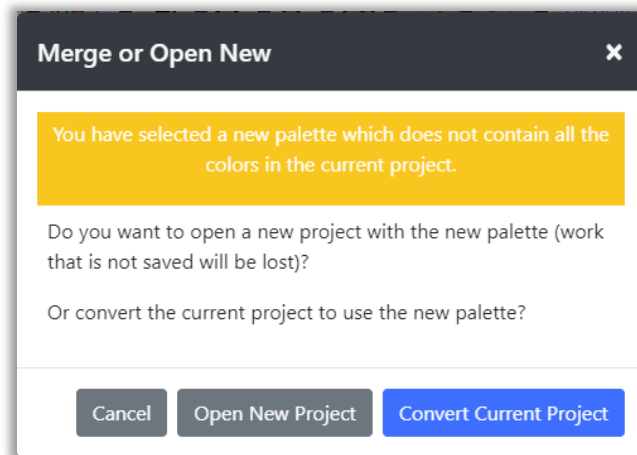 Merge or Open New ×
You have selected a new palette which does not contain all the
colors in the current project.
Do you want to open a new project with the new palette (work
that is not saved will be lost)?
Or convert the current project to use the new palette?
Cancel Open New Project Convert Current Project